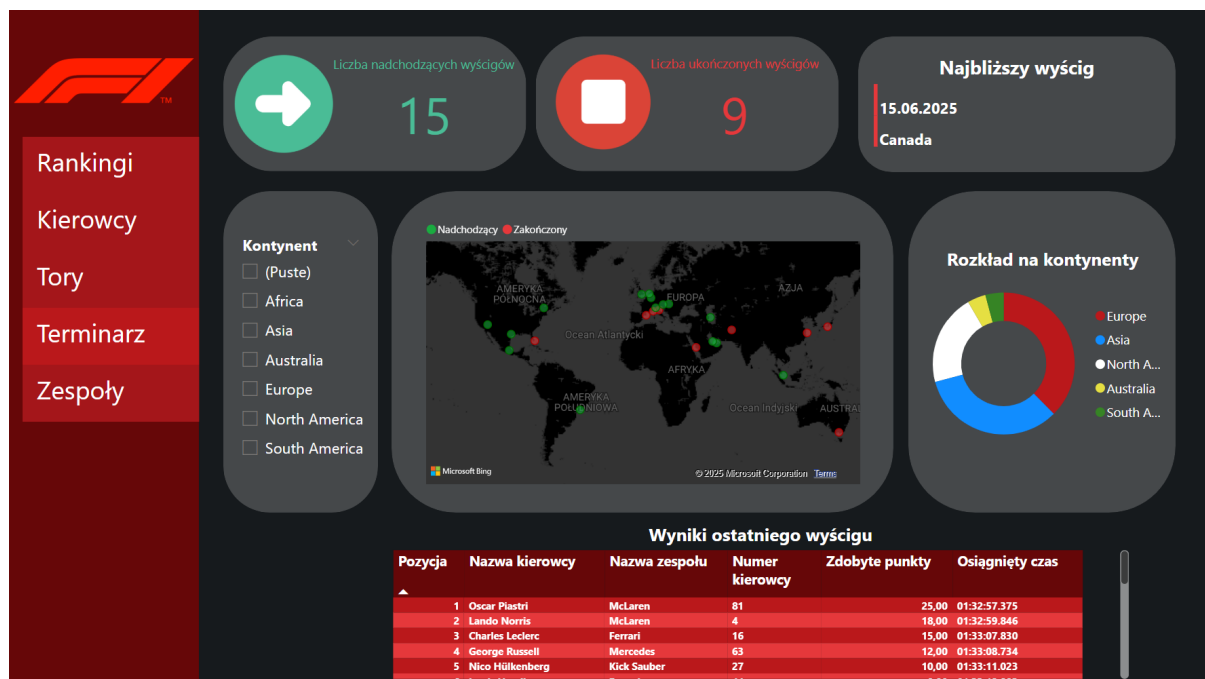 TM
Rankingi
Kierowcy
Tory
Terminarz
Zespoły
Liczba nadchodzących wyścigów
15
Liczba ukończonych wyścigów
9
Najbliższy wyścig
15.06.2025
Canada
Kontynent
(Puste)
Africa
Asia
Australia
Europe
North America
South America
Nadchodzący Zakończony
AMERYKA
PÓŁNOCNA
EUROPA
AZJA
Ocean Atlantycki
AFRYKA
AMERYKA
POŁUDNIOWA
Ocean Indyjski
AUSTRAL
Microsoft Bing
© 2025 Microsoft Corporation Terms
Rozkład na kontynenty
Europe
Asia
North A...
Australia
South A...
Wyniki ostatniego wyścigu
Pozycja Nazwa kierowcy Nazwa zespołu Numer kierowcy Zdobyte punkty Osiągnięty czas
1 Oscar Piastri McLaren 81 25,00 01:32:57.375
2 Lando Norris McLaren 4 18,00 01:32:59.846
3 Charles Leclerc Ferrari 16 15,00 01:33:07.830
4 George Russell Mercedes 63 12,00 01:33:08.734
5 Nico Hülkenberg Kick Sauber 27 10,00 01:33:11.023